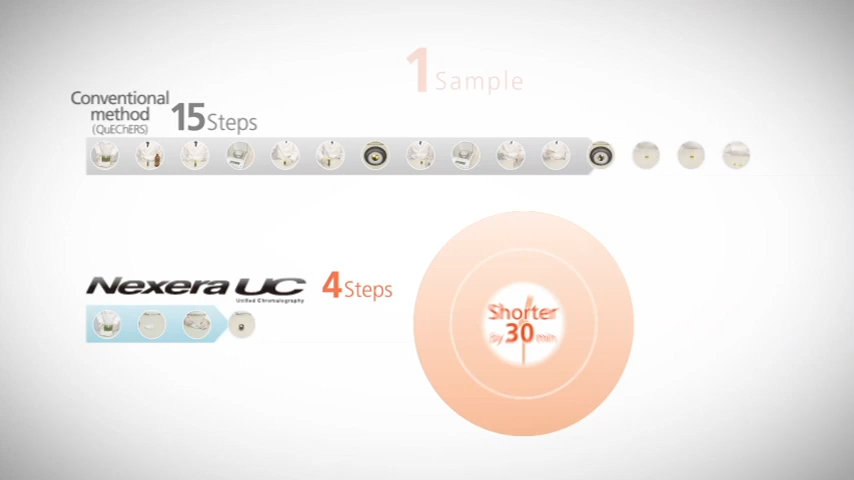 1 Sample
Conventional
method
(QuEChERS)
15 Steps
Nexera UC
Unified Chromatography
4 Steps
Shorter
by 30 min